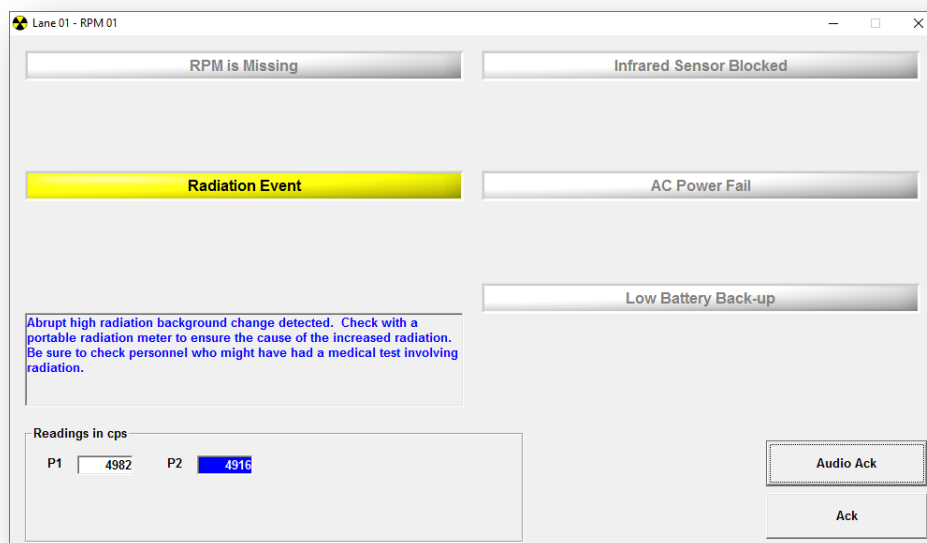 Lane 01 - RPM 01
RPM is Missing
Infrared Sensor Blocked
Radiation Event
AC Power Fail
Low Battery Back-up
Abrupt high radiation background change detected.  Check with a
portable radiation meter to ensure the cause of the increased radiation.
Be sure to check personnel who might have had a medical test involving
radiation.
Readings in cps
P1 4982 P2 4916
Audio Ack
Ack